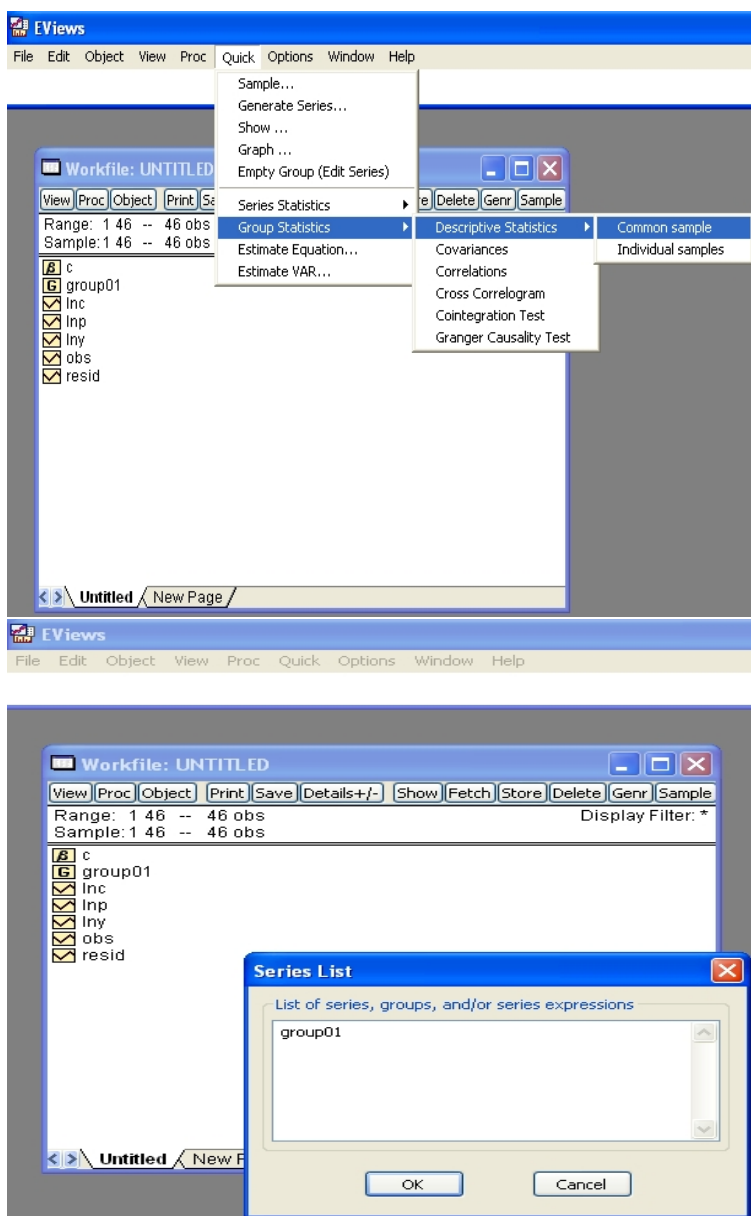 EViews
File Edit Object View Proc Quick Options Window Help
Sample...
Generate Series...
Show ...
Graph ...
Empty Group (Edit Series)
Series Statistics
Group Statistics
Estimate Equation...
Estimate VAR...
Descriptive Statistics
Covariances
Correlations
Cross Correlogram
Cointegration Test
Granger Causality Test
Common sample
Individual samples
Workfile: UNTITLED
View Proc Object Print Delete Genr Sample
Range: 1 46 -- 46 obs
Sample: 1 46 -- 46 obs
c
group01
lnc
lnp
lny
obs
resid
Untitled New Page
EViews
File Edit Object View Proc Quick Options Window Help
Workfile: UNTITLED
View Proc Object Print Save Details+/- Show Fetch Store Delete Genr Sample
Range: 1 46 -- 46 obs Display Filter: *
Sample: 1 46 -- 46 obs
c
group01
lnc
lnp
lny
obs
resid
Untitled New
Series List
List of series, groups, and/or series expressions
group01
OK Cancel